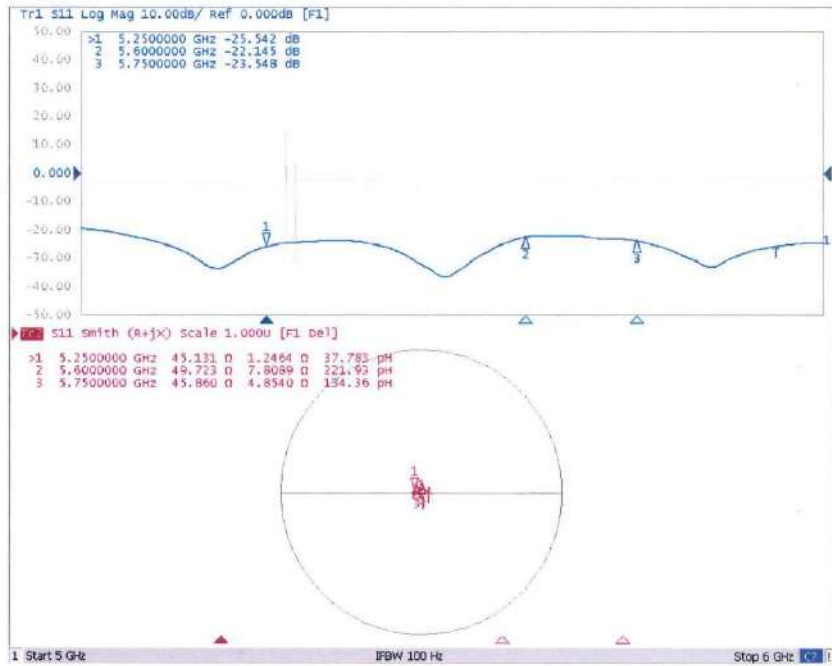 Tr1 S11 Log Mag 10.00dB/ Ref 0.000dB [F1]
50.00
40.00
30.00
20.00
10.00
0.000
-10.00
-20.00
-30.00
-40.00
-50.00
>1 5.2500000 GHz -25.542 dB
2 5.6000000 GHz -22.145 dB
3 5.7500000 GHz -23.548 dB
1
2
3
1
Tr2 S11 Smith (R+jX) Scale 1.000U [F1 Del]
>1 5.2500000 GHz 45.131 Ω 1.2464 Ω 37.783 pH
2 5.6000000 GHz 49.723 Ω 7.8089 Ω 221.93 pH
3 5.7500000 GHz 45.860 Ω 4.8540 Ω 134.36 pH
1
1 Start 5 GHz IFBW 100 Hz Stop 6 GHz C2